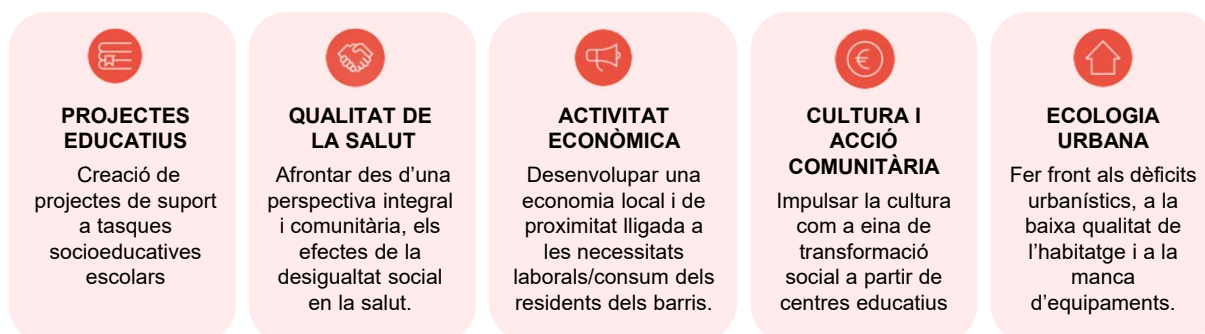 PROJECTES
EDUCATIUS
Creació de
projectes de suport
a tasques
socioeducatives
escolars
QUALITAT DE
LA SALUT
Afrontar des d’una
perspectiva integral
i comunitària, els
efectes de la
desigualtat social
en la salut.
ACTIVITAT
ECONÒMICA
Desenvolupar una
economia local i de
proximitat lligada a
les necessitats
laborals/consum dels
residents dels barris.
CULTURA I
ACCIÓ
COMUNITÀRIA
Impulsar la cultura
com a eina de
transformació
social a partir de
centres educatius
ECOLOGIA
URBANA
Fer front als dèficits
urbanístics, a la
baixa qualitat de
l’habitatge i a la
manca
d’equipaments.